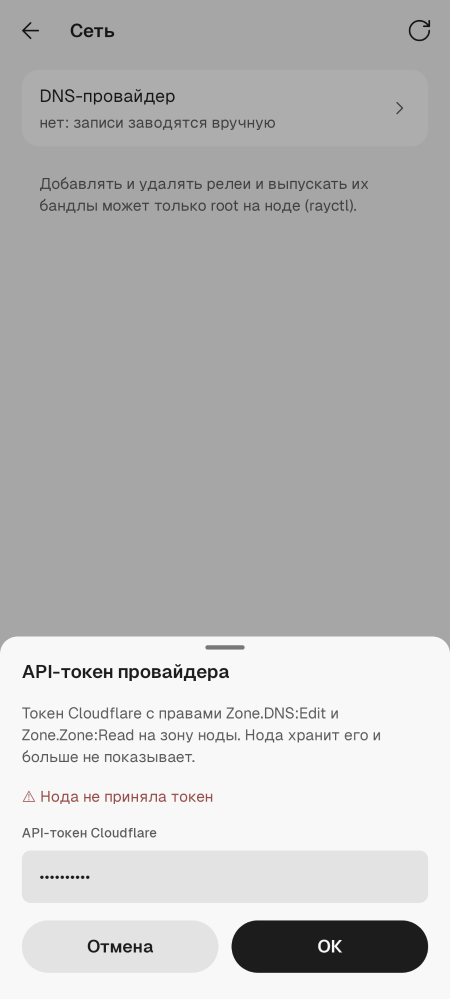 Сеть
DNS-провайдер
нет: записи заводятся вручную
Добавлять и удалять релеи и выпускать их
бандлы может только root на ноде (rayctl).
API-токен провайдера
Токен Cloudflare с правами Zone.DNS:Edit и
Zone.Zone:Read на зону ноды. Нода хранит его и
больше не показывает.
⚠ Нода не приняла токен
API-токен Cloudflare
••••••••••
Отмена
ОК